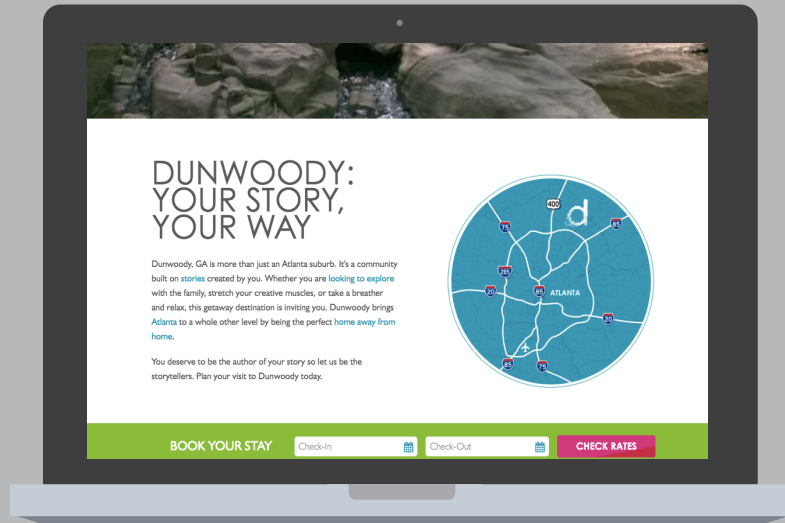 DUNWOODY:
YOUR STORY,
YOUR WAY
Dunwoody, GA is more than just an Atlanta suburb. It's a community
built on stories created by you. Whether you are looking to explore
with the family, stretch your creative muscles, or take a breather
and relax, this getaway destination is inviting you. Dunwoody brings
Atlanta to a whole other level by being the perfect home away from
home.
You deserve to be the author of your story so let us be the
storytellers. Plan your visit to Dunwoody today.
400
d
75
85
285
20
85
ATLANTA
20
85
75
BOOK YOUR STAY
Check-In
Check-Out
CHECK RATES